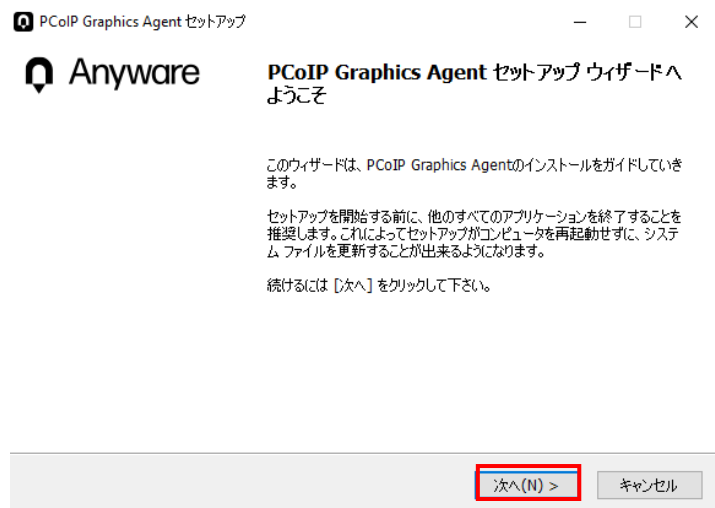 PCoIP Graphics Agent セットアップ
Anyware
PCoIP Graphics Agent セットアップ ウィザードへ
ようこそ
このウィザードは、PCoIP Graphics Agentのインストールをガイドしていき
ます。
セットアップを開始する前に、他のすべてのアプリケーションを終了することを
推奨します。これによってセットアップがコンピュータを再起動せずに、システ
ム ファイルを更新することが出来るようになります。
続けるには [次へ] をクリックして下さい。
次へ(N) >
キャンセル